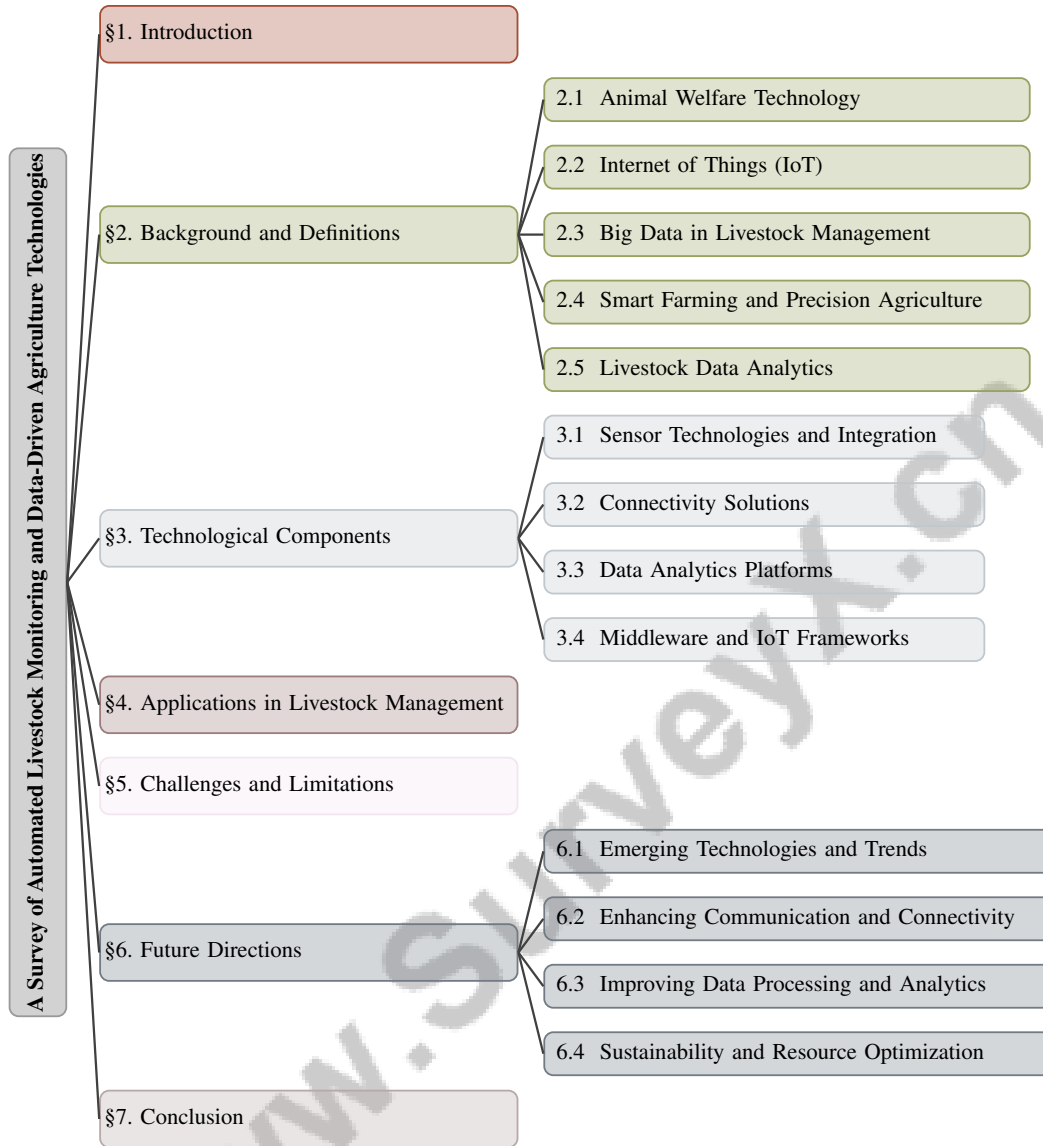 A Survey of Automated Livestock Monitoring and Data-Driven Agriculture Technologies
§1. Introduction
§2. Background and Definitions
2.1 Animal Welfare Technology
2.2 Internet of Things (IoT)
2.3 Big Data in Livestock Management
2.4 Smart Farming and Precision Agriculture
2.5 Livestock Data Analytics
§3. Technological Components
3.1 Sensor Technologies and Integration
3.2 Connectivity Solutions
3.3 Data Analytics Platforms
3.4 Middleware and IoT Frameworks
§4. Applications in Livestock Management
§5. Challenges and Limitations
§6. Future Directions
6.1 Emerging Technologies and Trends
6.2 Enhancing Communication and Connectivity
6.3 Improving Data Processing and Analytics
6.4 Sustainability and Resource Optimization
§7. Conclusion
www.SurveyX.cn